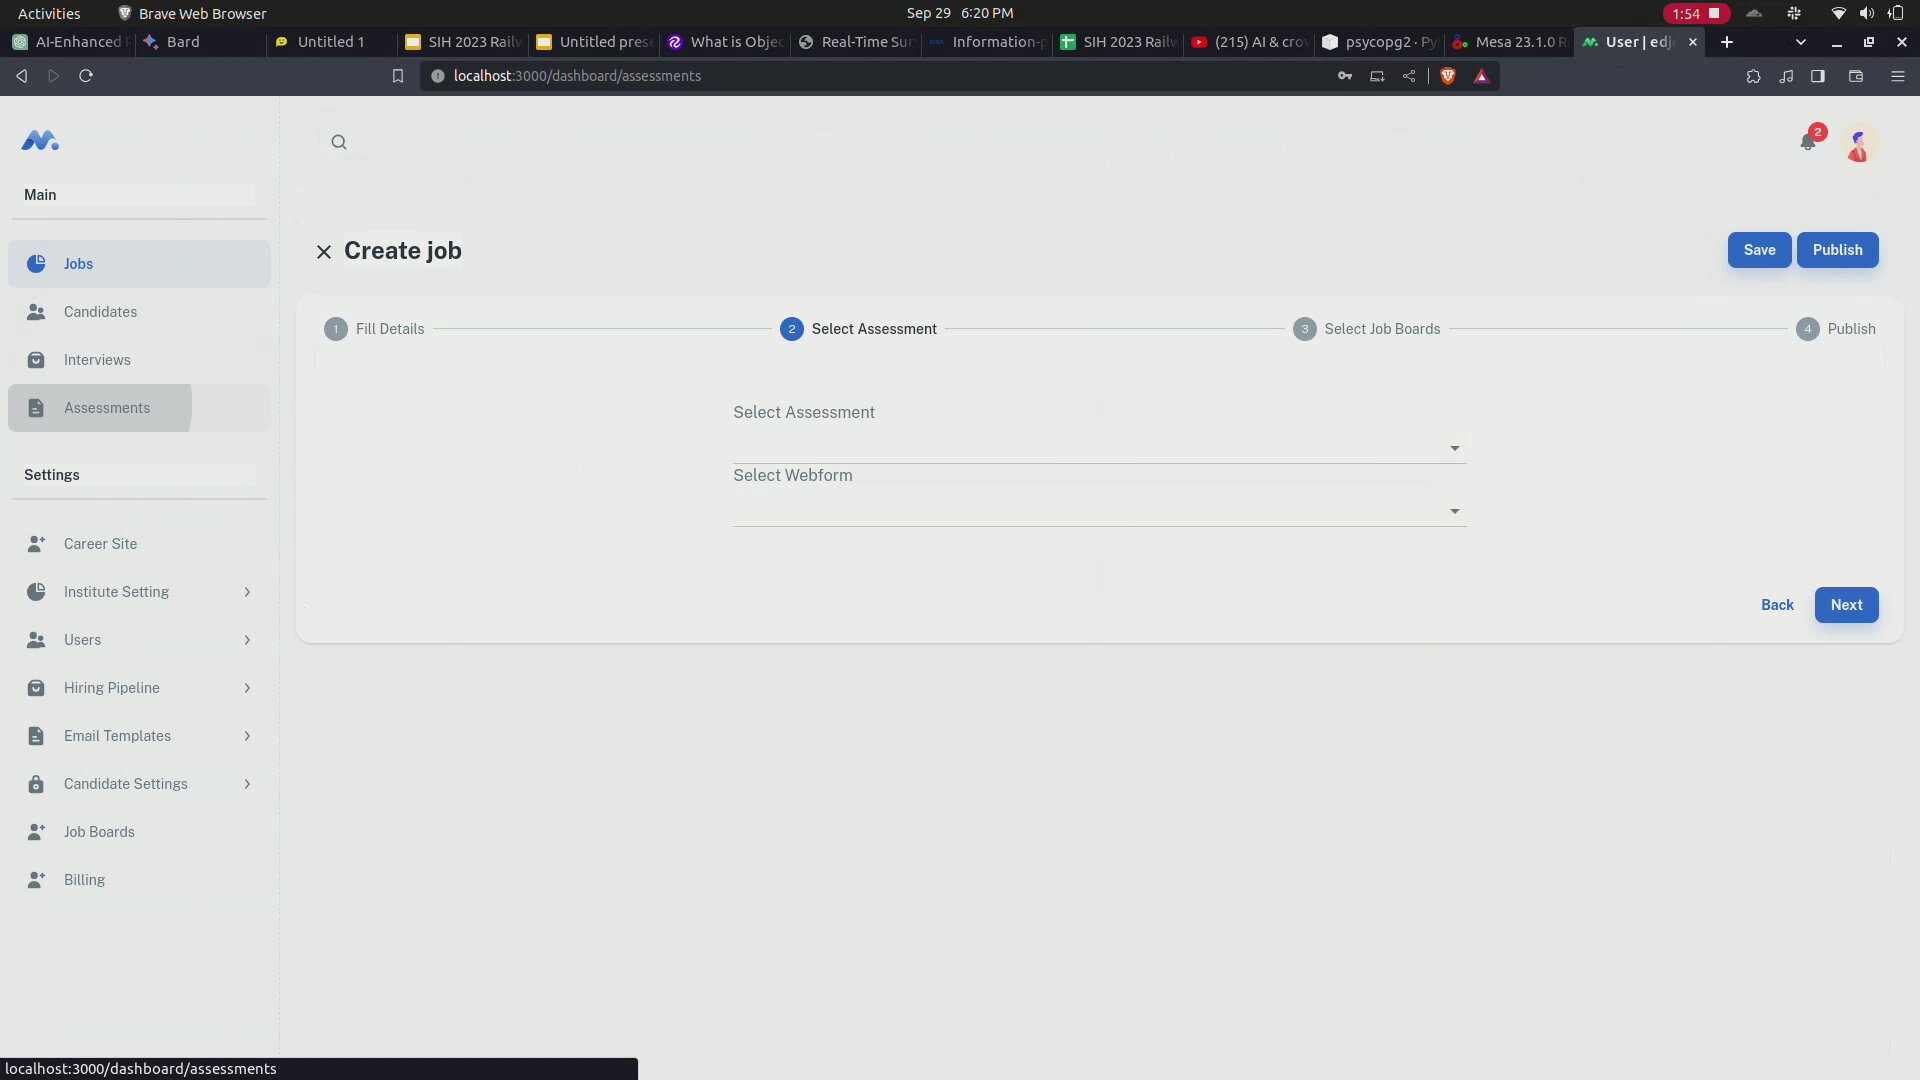 Activities Brave Web Browser Sep 29 6:20 PM 1:54
AI-Enhanced Bard Untitled 1 SIH 2023 Railw Untitled prese What is Objec Real-Time Sur Information-p SIH 2023 Railw (215) AI & crow psycopg2 · Py Mesa 23.1.0 R User | edj
localhost:3000/dashboard/assessments
2
Main
Create job
Save
Publish
Jobs
Candidates
Interviews
Assessments
1 Fill Details
2 Select Assessment
3 Select Job Boards
4 Publish
Select Assessment
Select Webform
Back
Next
Settings
Career Site
Institute Setting
Users
Hiring Pipeline
Email Templates
Candidate Settings
Job Boards
Billing
localhost:3000/dashboard/assessments